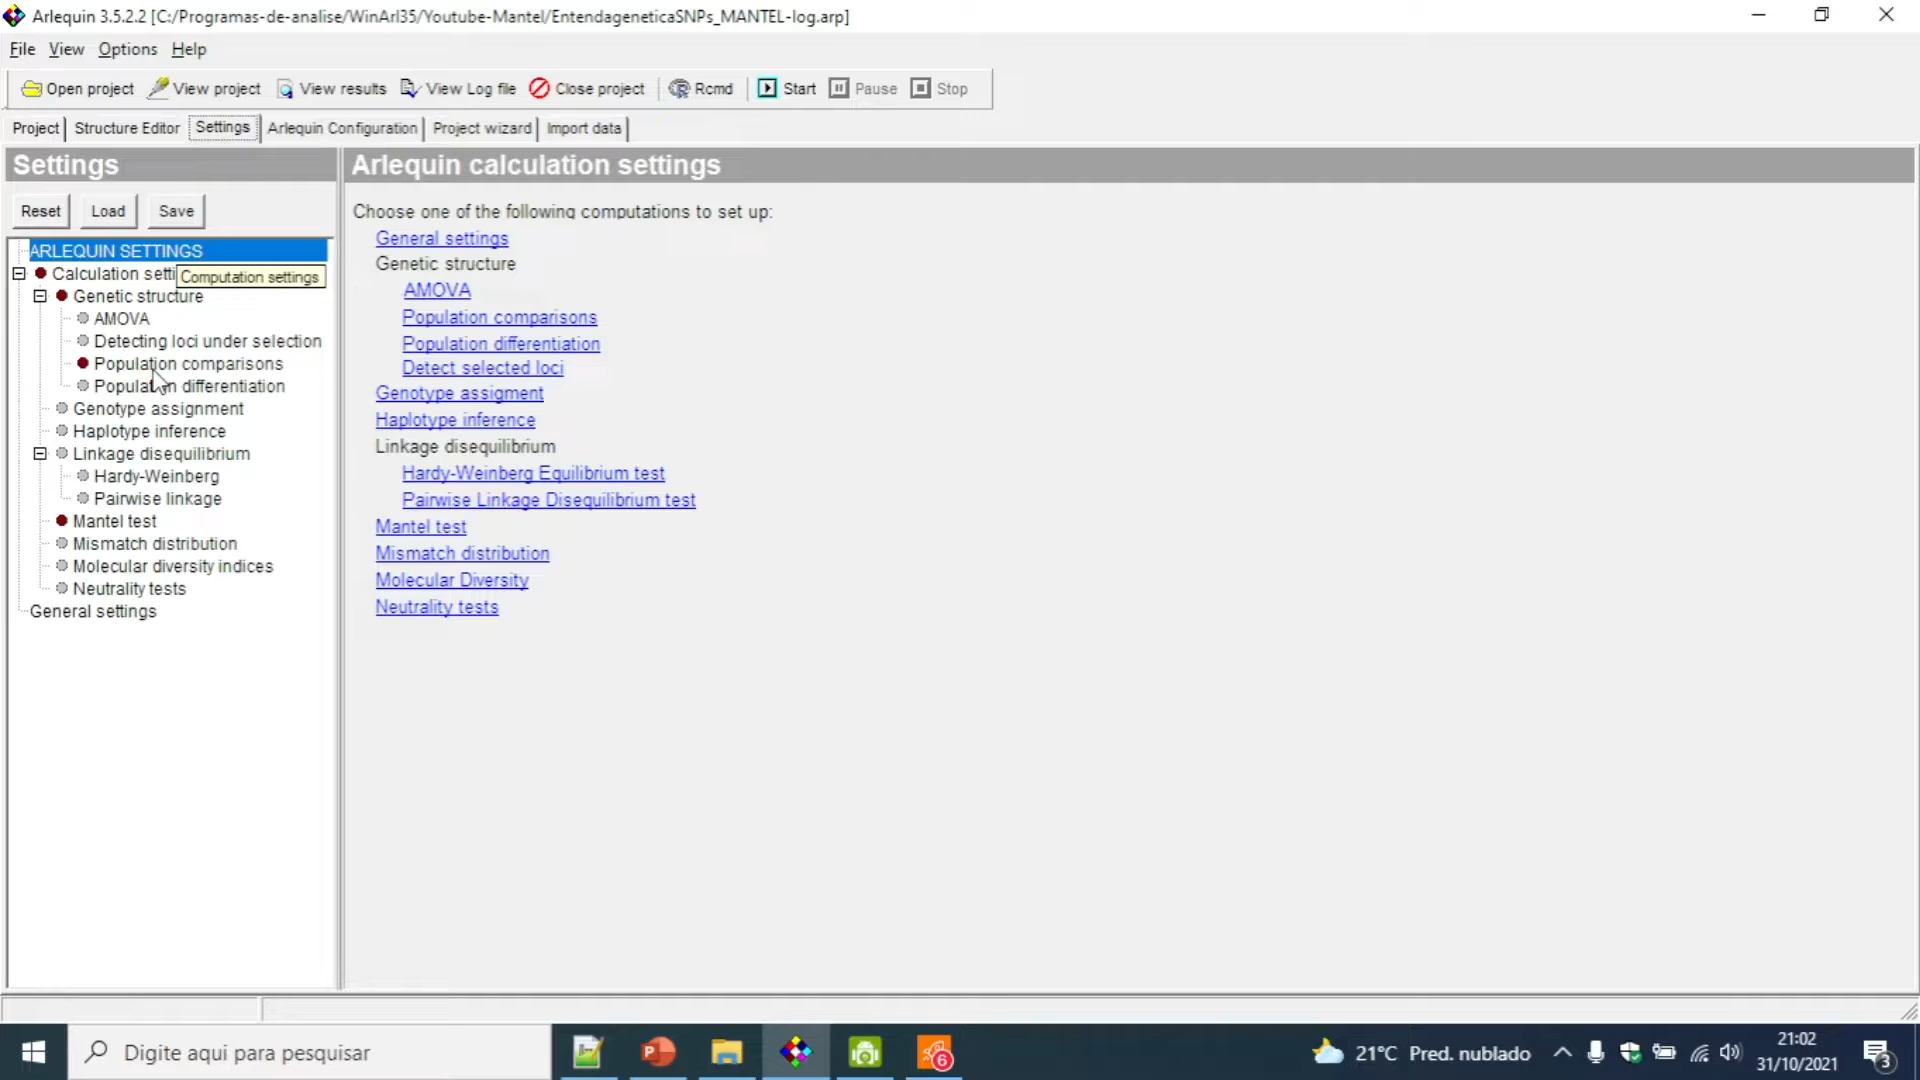 Arlequin 3.5.2.2 [C:/Programas-de-analise/WinArl35/Youtube-Mantel/EntendageneticaSNPs_MANTEL-log.arp]
File View Options Help
Open project View project View results View Log file Close project Rcmd Start Pause Stop
Project Structure Editor Settings Arlequin Configuration Project wizard Import data
Settings
Reset Load Save
ARLEQUIN SETTINGS
Calculation setti
Computation settings
Genetic structure
AMOVA
Detecting loci under selection
Population comparisons
Population differentiation
Genotype assignment
Haplotype inference
Linkage disequilibrium
Hardy-Weinberg
Pairwise linkage
Mantel test
Mismatch distribution
Molecular diversity indices
Neutrality tests
General settings
Arlequin calculation settings
Choose one of the following computations to set up:
General settings
Genetic structure
AMOVA
Population comparisons
Population differentiation
Detect selected loci
Genotype assigment
Haplotype inference
Linkage disequilibrium
Hardy-Weinberg Equilibrium test
Pairwise Linkage Disequilibrium test
Mantel test
Mismatch distribution
Molecular Diversity
Neutrality tests
Digite aqui para pesquisar
6
21°C Pred. nublado
21:02
31/10/2021
3